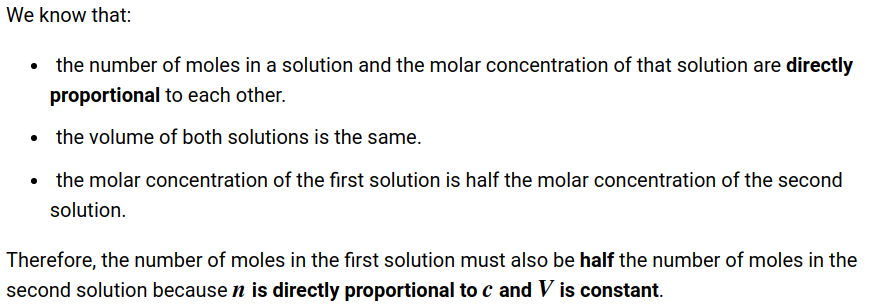 We know that:
• the number of moles in a solution and the molar concentration of that solution are directly
proportional to each other.
• the volume of both solutions is the same.
• the molar concentration of the first solution is half the molar concentration of the second
solution.
Therefore, the number of moles in the first solution must also be half the number of moles in the
second solution because n is directly proportional to c and V is constant.